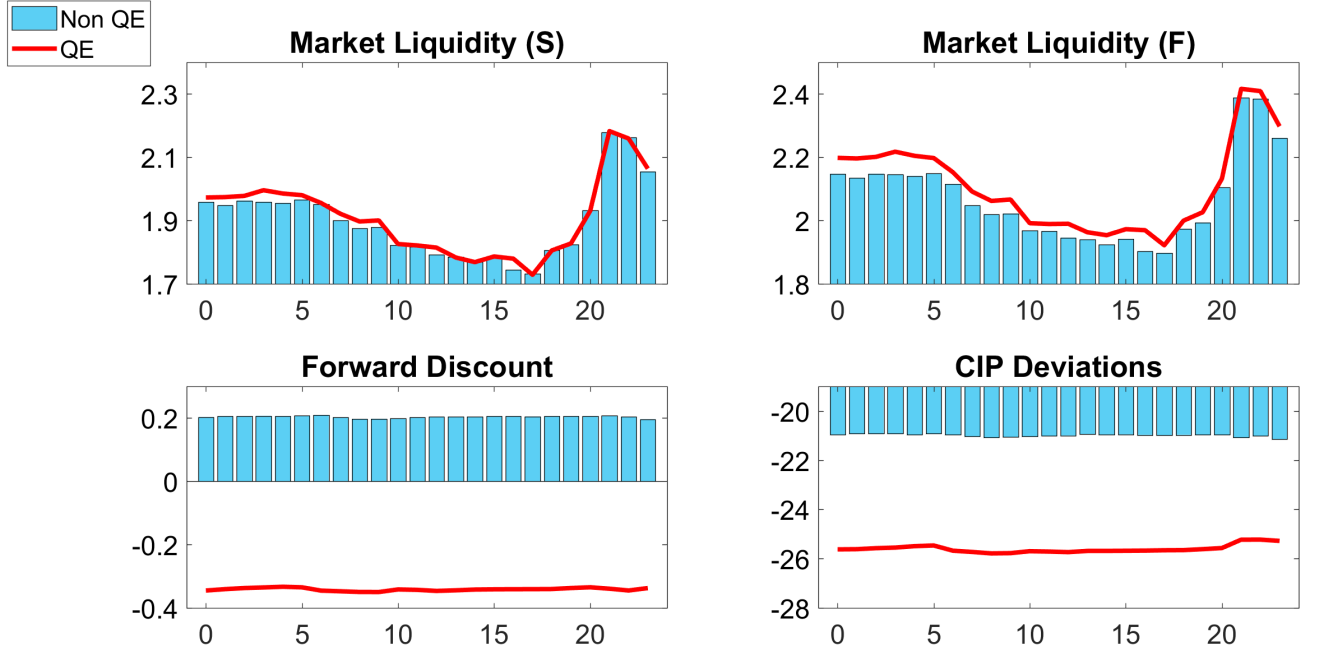 Non QE
QE
Market Liquidity (S)
2.3
2.1
1.9
1.7
0 5 10 15 20
Market Liquidity (F)
2.4
2.2
2
1.8
0 5 10 15 20
Forward Discount
0.2
0
-0.2
-0.4
0 5 10 15 20
CIP Deviations
-20
-22
-24
-26
-28
0 5 10 15 20